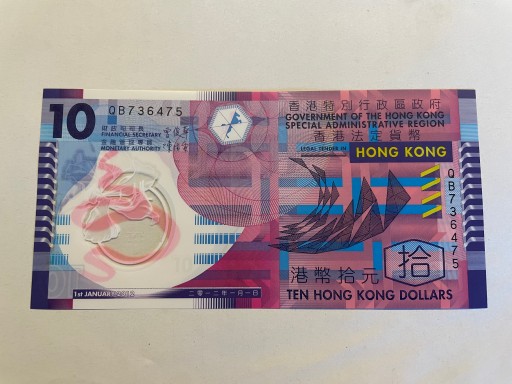 10
QB736475
財政司司長
FINANCIAL SECRETARY
金融管理專員
MONETARY AUTHORITY
香港特別行政區政府
GOVERNMENT OF THE HONG KONG
SPECIAL ADMINISTRATIVE REGION
香港法定貨幣
LEGAL TENDER IN
HONG KONG
QB736475
港幣拾元
拾
TEN HONG KONG DOLLARS
1st JANUARY 2012
二零一二年一月一日